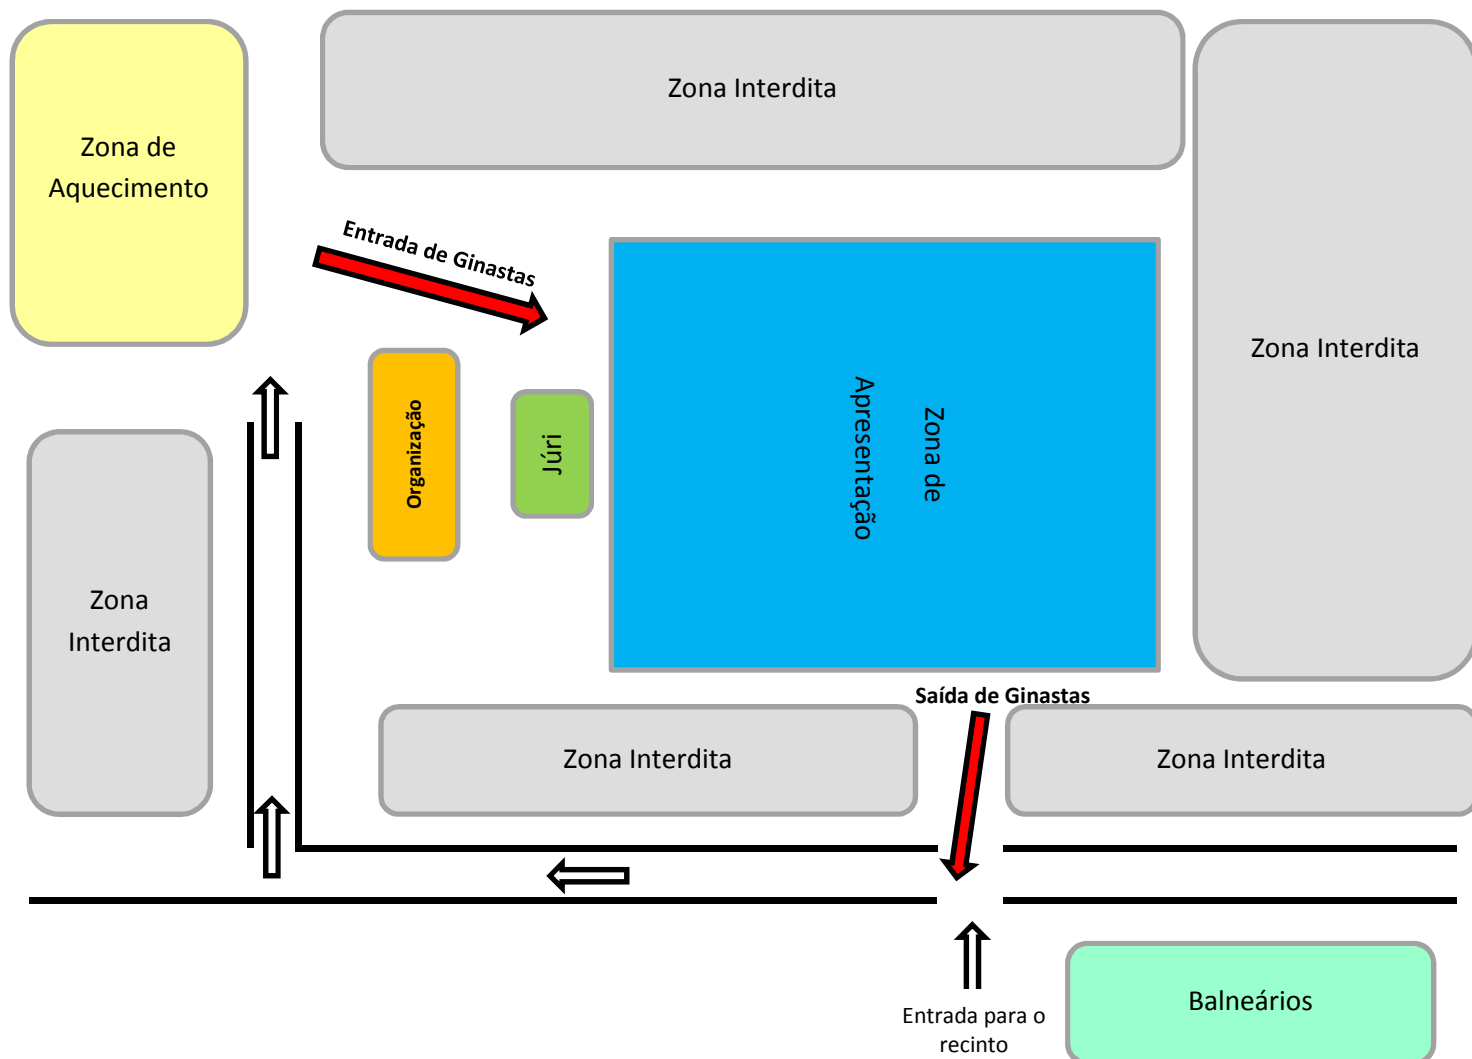 Zona Interdita
Zona de
Aquecimento
Entrada de Ginastas
Zona Interdita
Organização
Júri
Zona de
Apresentação
Zona
Interdita
Saída de Ginastas
Zona Interdita
Zona Interdita
Balneários
Entrada para o
recinto